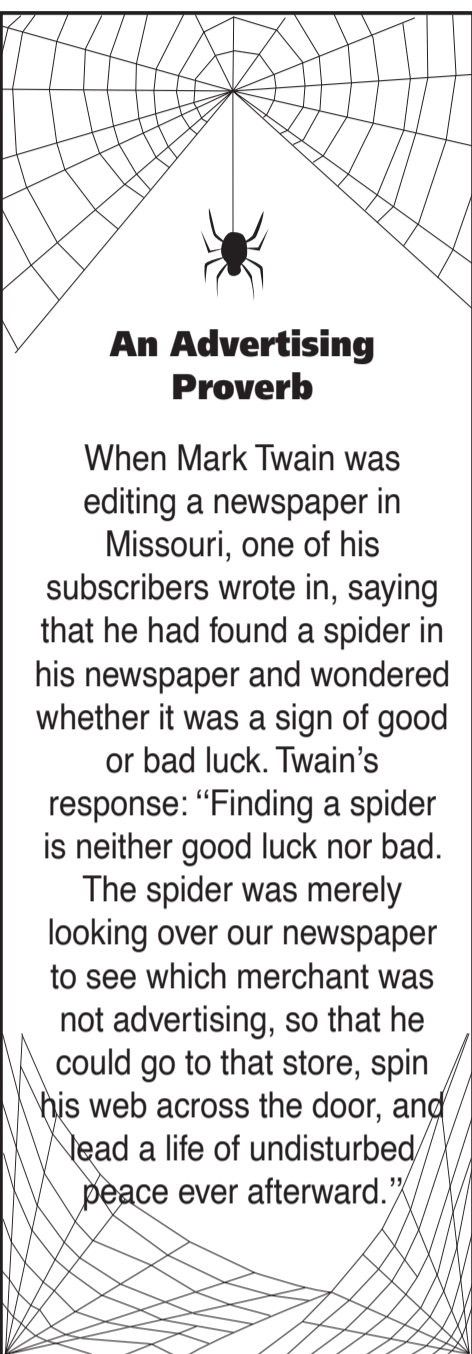 An Advertising
Proverb
When Mark Twain was
editing a newspaper in
Missouri, one of his
subscribers wrote in, saying
that he had found a spider in
his newspaper and wondered
whether it was a sign of good
or bad luck. Twain’s
response: “Finding a spider
is neither good luck nor bad.
The spider was merely
looking over our newspaper
to see which merchant was
not advertising, so that he
could go to that store, spin
his web across the door, and
lead a life of undisturbed
peace ever afterward.”